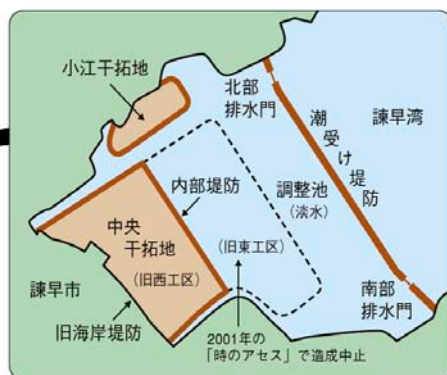 小江干拓地
北部
排水門
潮受け堤防
諫早湾
内部堤防
調整池
(淡水)
中央
干拓地
(旧西工区)
(旧東工区)
諫早市
旧海岸堤防
2001年の
「時のアセス」で造成中止
南部
排水門